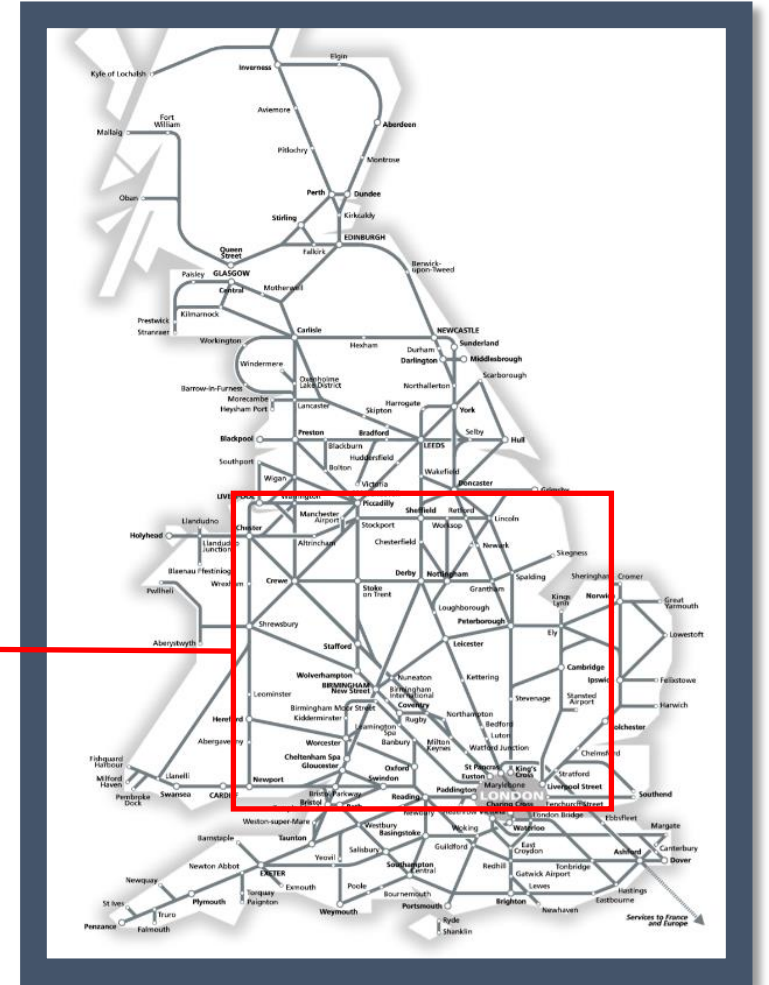 Elgin
Inverness
Kyle of Lochalsh
Aviemore
Fort
William
Mallaig
Aberdeen
Pitlochry
Montrose
Perth
Dundee
Oban
Stirling
Kirkcaldy
EDINBURGH
Queen
Street
Falkirk
Berwick-
upon-Tweed
Paisley
GLASGOW
Central
Motherwell
Prestwick
Kilmarnock
Stranraer
Carlisle
NEWCASTLE
Workington
Hexham
Durham
Sunderland
Darlington
Middlesbrough
Windermere
Oxenholme
Lake District
Scarborough
Barrow-in-Furness
Northallerton
Morecambe
Heysham Port
Lancaster
Harrogate
York
Skipton
Blackpool
Preston
Bradford
Selby
Hull
Blackburn
LEEDS
Huddersfield
Southport
Bolton
Wakefield
Wigan
Victoria
Doncaster
Piccadilly
Manchester
Airport
Sheffield
Retford
Lincoln
Llandudno
Stockport
Worksop
Holyhead
Chester
Llandudno
Junction
Altrincham
Chesterfield
Newark
Skegness
Blaenau Ffestiniog
Pwllheli
Wrexham
Crewe
Stoke
on Trent
Derby
Nottingham
Grantham
Spalding
Sheringham
Cromer
Kings
Lynn
Norwich
Great
Yarmouth
Loughborough
Peterborough
Ely
Lowestoft
Aberystwyth
Shrewsbury
Stafford
Leicester
Wolverhampton
BIRMINGHAM
New Street
Nuneaton
Birmingham
International
Kettering
Cambridge
Stansted
Airport
Ipswich
Felixstowe
Leominster
Birmingham Moor Street
Coventry
Rugby
Stevenage
Harwich
Hereford
Kidderminster
Leamington
Spa
Northampton
Bedford
Colchester
Abergavenny
Worcester
Banbury
Milton
Keynes
Luton
Watford Junction
Chelmsford
Cheltenham Spa
Gloucester
Oxford
St Pancras
Euston
King's
Cross
Stratford
Fishguard
Harbour
Milford
Haven
Pembroke
Dock
Llanelli
Swansea
CARDIFF
Newport
Bristol Parkway
Swindon
Reading
Paddington
Marylebone
LONDON
Liverpool Street
Fenchurch Street
Southend
Bristol
Bath
Newbury
Charing Cross
London Bridge
Waterloo
Ebbsfleet
Weston-super-Mare
Westbury
Basingstoke
Woking
Margate
Barnstaple
Taunton
Salisbury
Guildford
East
Croydon
Canterbury
Ashford
Dover
Yeovil
Newton Abbot
EXETER
Southampton
Central
Redhill
Gatwick Airport
Tonbridge
Newquay
Exmouth
Poole
Bournemouth
Lewes
Hastings
Eastbourne
St Ives
Plymouth
Torquay
Paignton
Weymouth
Portsmouth
Brighton
Newhaven
Truro
Penzance
Falmouth
Ryde
Shanklin
Services to France
and Europe